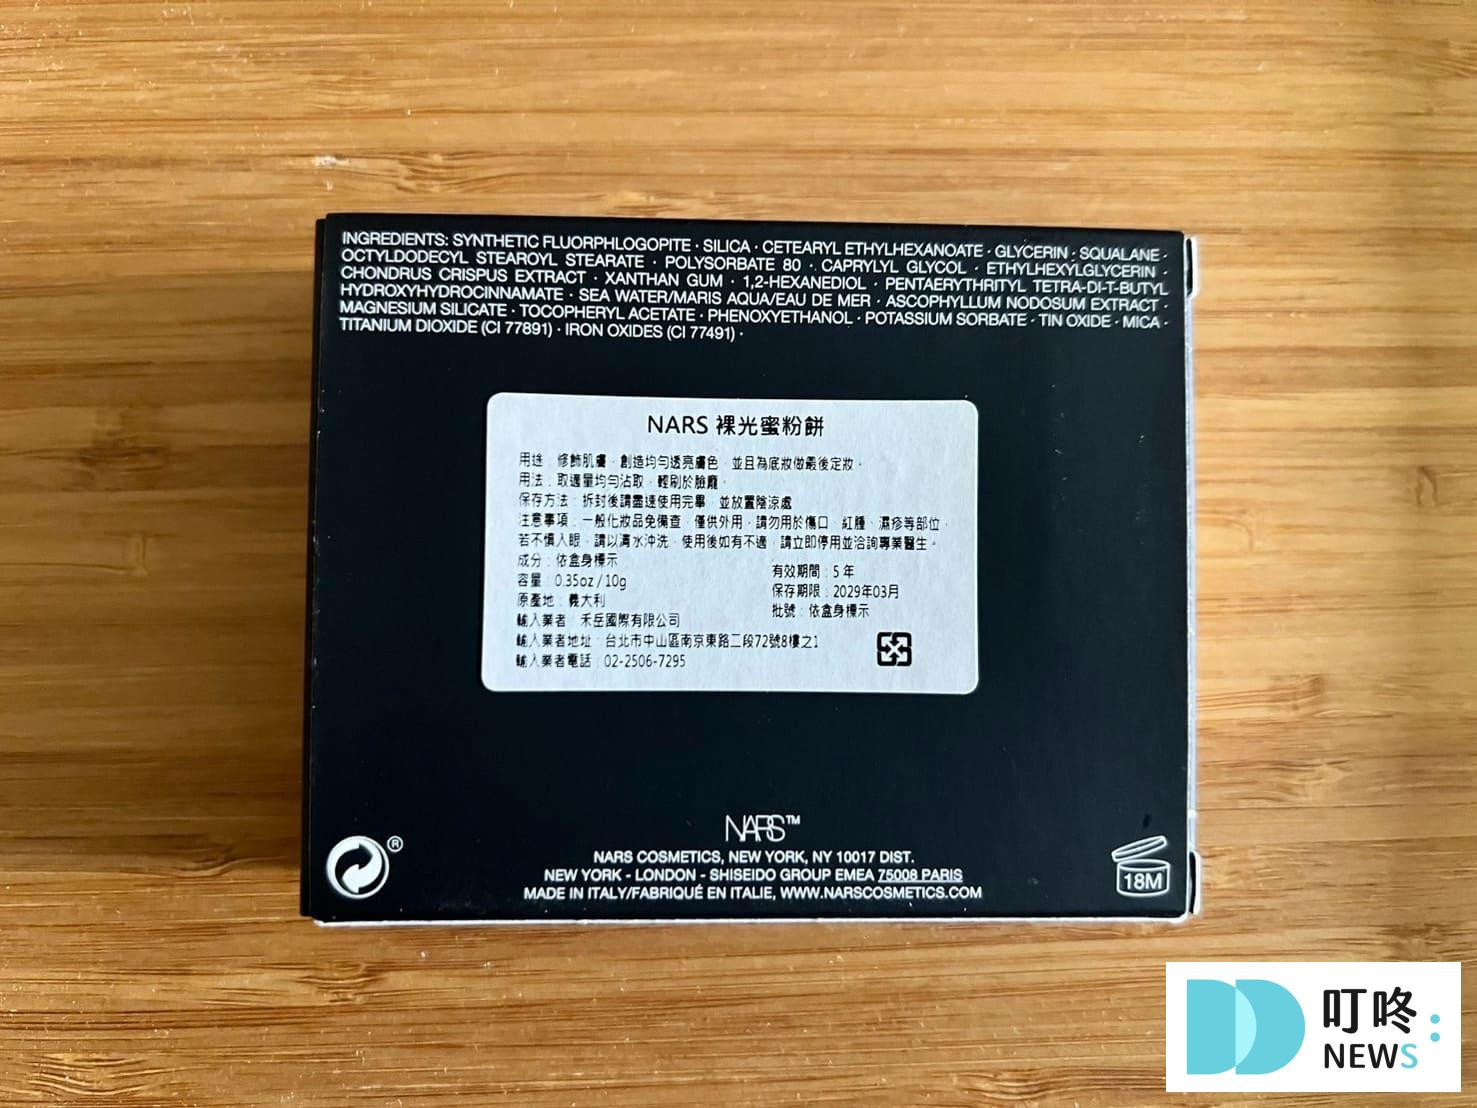 INGREDIENTS: SYNTHETIC FLUORPHLOGOPITE · SILICA · CETEARYL ETHYLHEXANOATE · GLYCERIN · SQUALANE ·
OCTYLDODECYL STEAROYL STEARATE · POLYSORBATE 80 · CAPRYLYL GLYCOL · ETHYLHEXYLGLYCERIN ·
CHONDRUS CRISPUS EXTRACT · XANTHAN GUM · 1,2-HEXANEDIOL · PENTAERYTHRITYL TETRA-DI-T-BUTYL
HYDROXYHYDROCINNAMATE · SEA WATER/MARIS AQUA/EAU DE MER · ASCOPHYLLUM NODOSUM EXTRACT ·
MAGNESIUM SILICATE · TOCOPHERYL ACETATE · PHENOXYETHANOL · POTASSIUM SORBATE · TIN OXIDE · MICA ·
TITANIUM DIOXIDE (CI 77891) · IRON OXIDES (CI 77491) ·
NARS 裸光蜜粉餅
用途：修飾肌膚，創造均勻透亮膚色，並且為底妝做最後定妝。
用法：取適量均勻沾取，輕刷於臉龐。
保存方法：拆封後請盡速使用完畢，並放置陰涼處
注意事項：一般化妝品免備查，僅供外用，請勿用於傷口、紅腫、濕疹等部位，
若不慎入眼，請以清水沖洗，使用後如有不適，請立即停用並洽詢專業醫生。
成分：依盒身標示
容量：0.35oz / 10g
有效期間：5 年
原產地：義大利
保存期限：2029年03月
輸入業者：禾岳國際有限公司
批號：依盒身標示
輸入業者地址：台北市中山區南京東路二段72號8樓之1
輸入業者電話：02-2506-7295
NARS™
NARS COSMETICS, NEW YORK, NY 10017 DIST.
NEW YORK - LONDON - SHISEIDO GROUP EMEA 75008 PARIS
MADE IN ITALY/FABRIQUÉ EN ITALIE, WWW.NARSCOSMETICS.COM
®
18M
叮咚:
NEWS